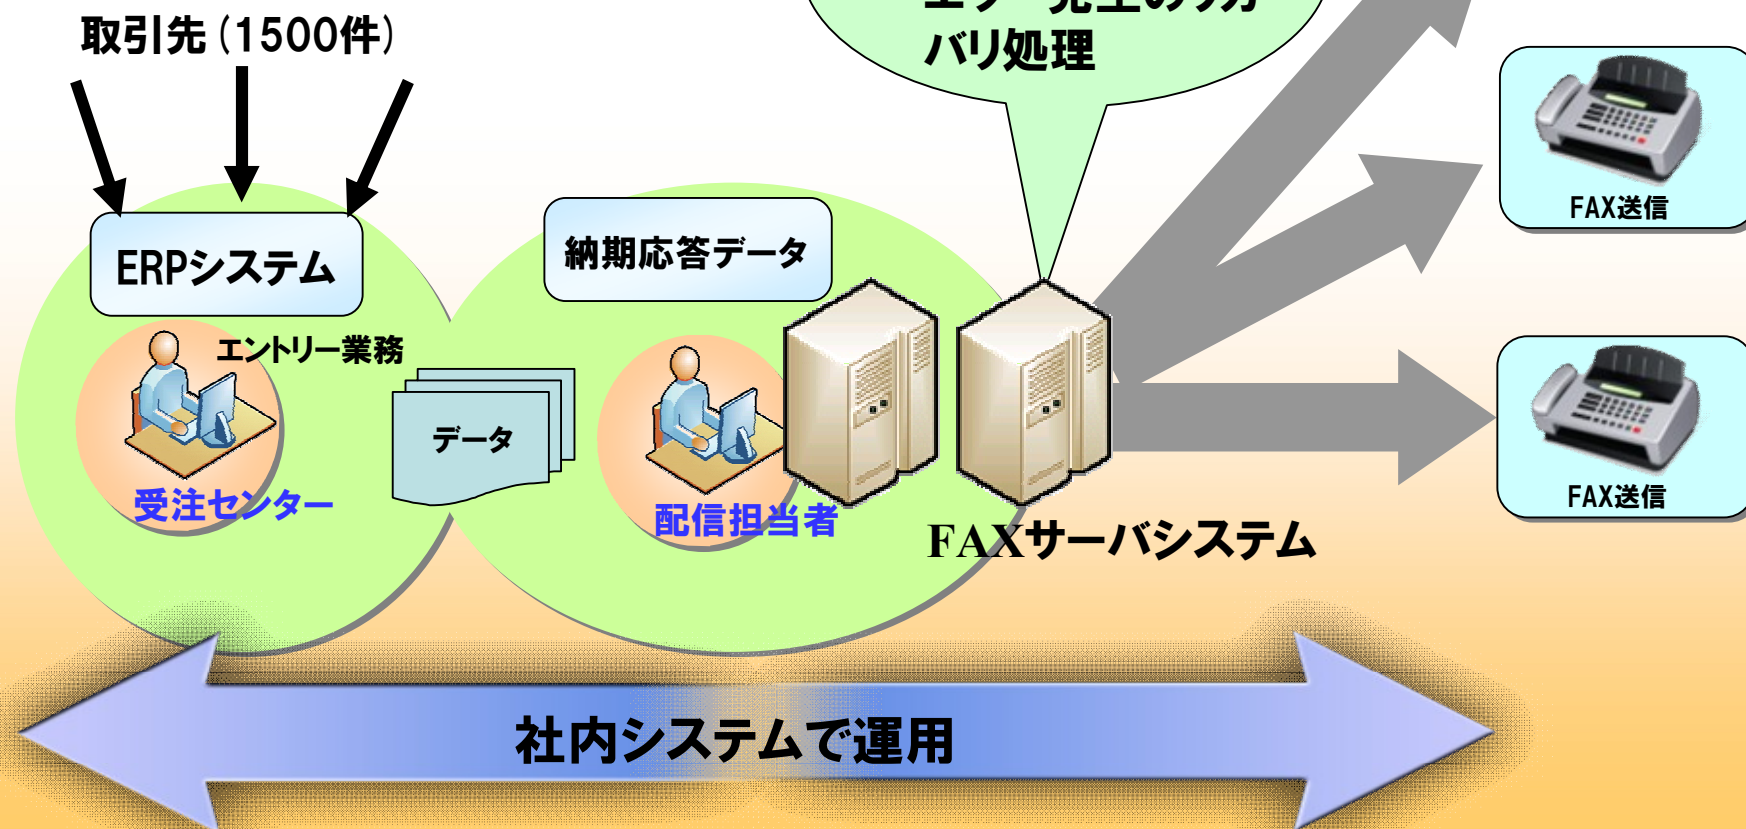 取引先(1500件)
バリ処理
ERPシステム
エントリー業務
受注センター
データ
納期応答データ
配信担当者
FAXサーバシステム
FAX送信
FAX送信
社内システムで運用